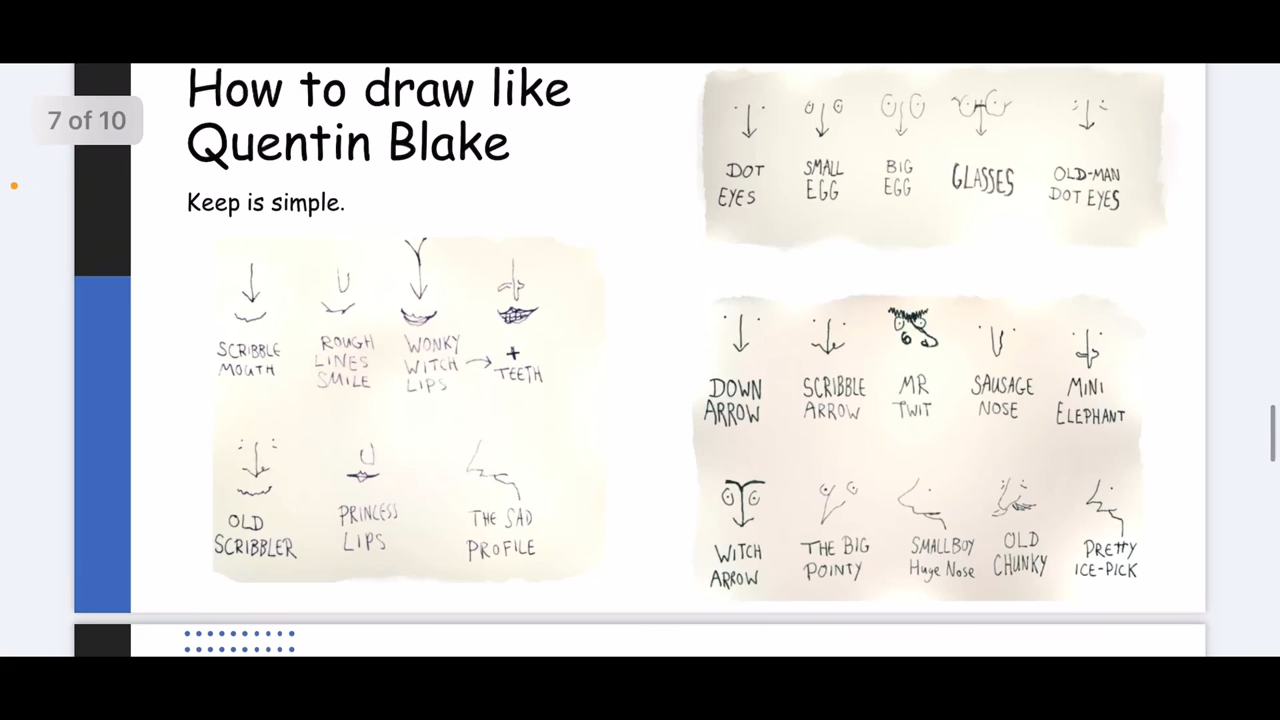 How to draw like
Quentin Blake
7 of 10
Keep is simple.
SCRIBBLE
MOUTH
ROUGH
LINES
SMILE
WONKY
WITCH
LIPS
+
TEETH
OLD
SCRIBBLER
PRINCESS
LIPS
THE SAD
PROFILE
DOT
EYES
SMALL
EGG
BIG
EGG
GLASSES
OLD-MAN
DOT EYES
DOWN
ARROW
SCRIBBLE
ARROW
MR
TWIT
SAUSAGE
NOSE
MINI
ELEPHANT
WITCH
ARROW
THE BIG
POINTY
SMALLBOY
Huge Nose
OLD
CHUNKY
PRETTY
ICE-PICK